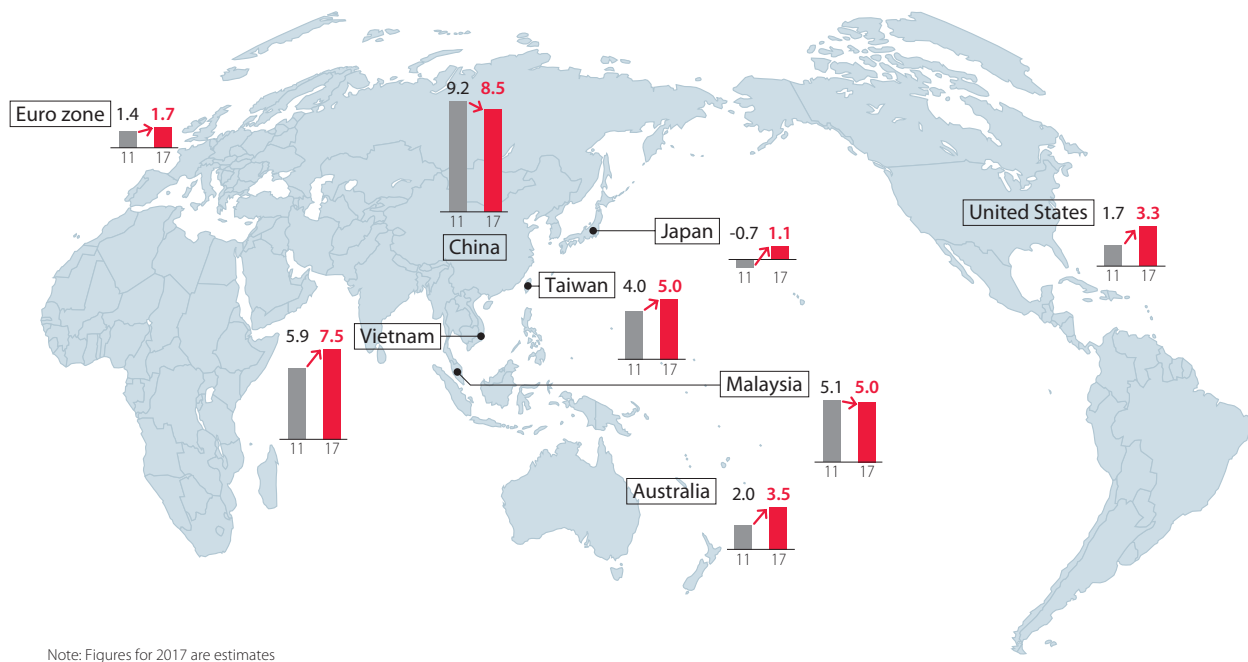 Euro zone
1.4 1.7
11 17
9.2 8.5
11 17
China
Japan
-0.7 1.1
11 17
United States
1.7 3.3
11 17
Taiwan
4.0 5.0
11 17
Vietnam
5.9 7.5
11 17
Malaysia
5.1 5.0
11 17
Australia
2.0 3.5
11 17
Note: Figures for 2017 are estimates